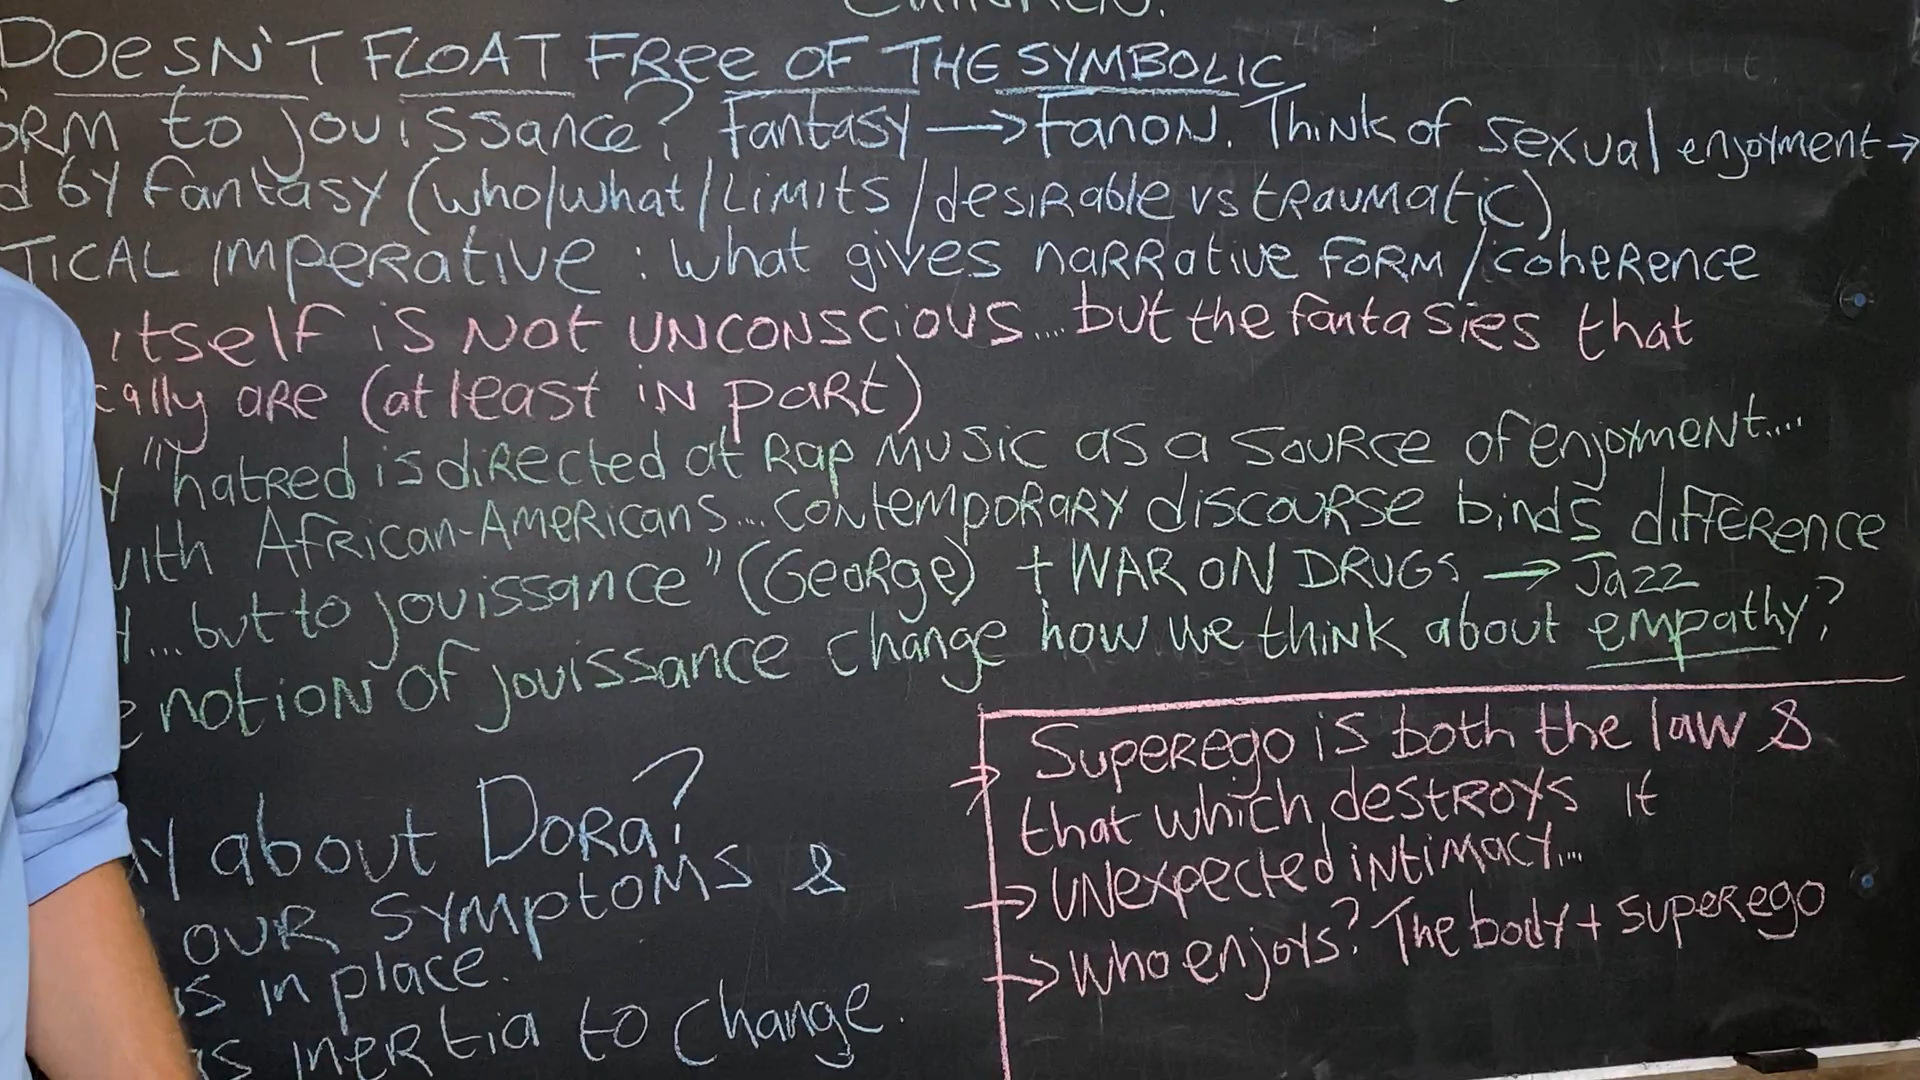 CHILDREN.
DOESN'T FLOAT FREE OF THE SYMBOLIC
ORM to jouissance? Fantasy → Fanon. Think of sexual enjoyment →
d by fantasy (who/what/limits/desirable vs traumatic)
TICAL imperative : what gives narrative form/coherence
itself is not UNCONSCIOUS... but the fantasies that
cally are (at least in part)
y "hatred is directed at Rap music as a source of enjoyment....
with African-Americans... contemporary discourse binds difference
... but to jouissance" (George) + WAR ON DRUGS → Jazz
e notion of jouissance change how we think about empathy?
Superego is both the law &
that which destroys it
→ Unexpected intimacy...
→ Who enjoys? The body + superego
ay about Dora?
our symptoms &
us in place.
as inertia to change.